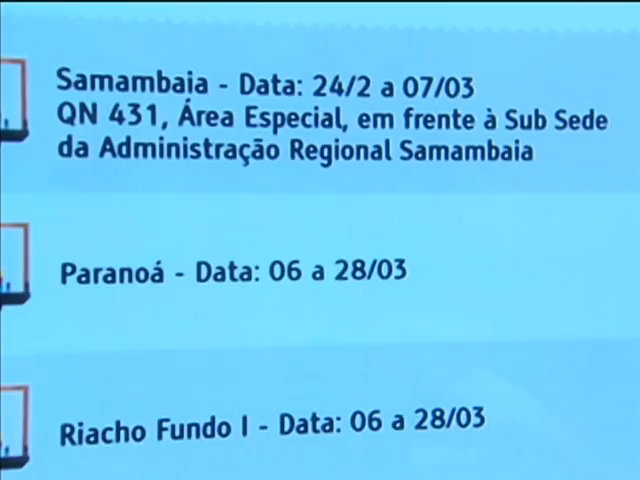 Samambaia - Data: 24/2 a 07/03
QN 431, Área Especial, em frente à Sub Sede
da Administração Regional Samambaia
Paranoá - Data: 06 a 28/03
Riacho Fundo I - Data: 06 a 28/03